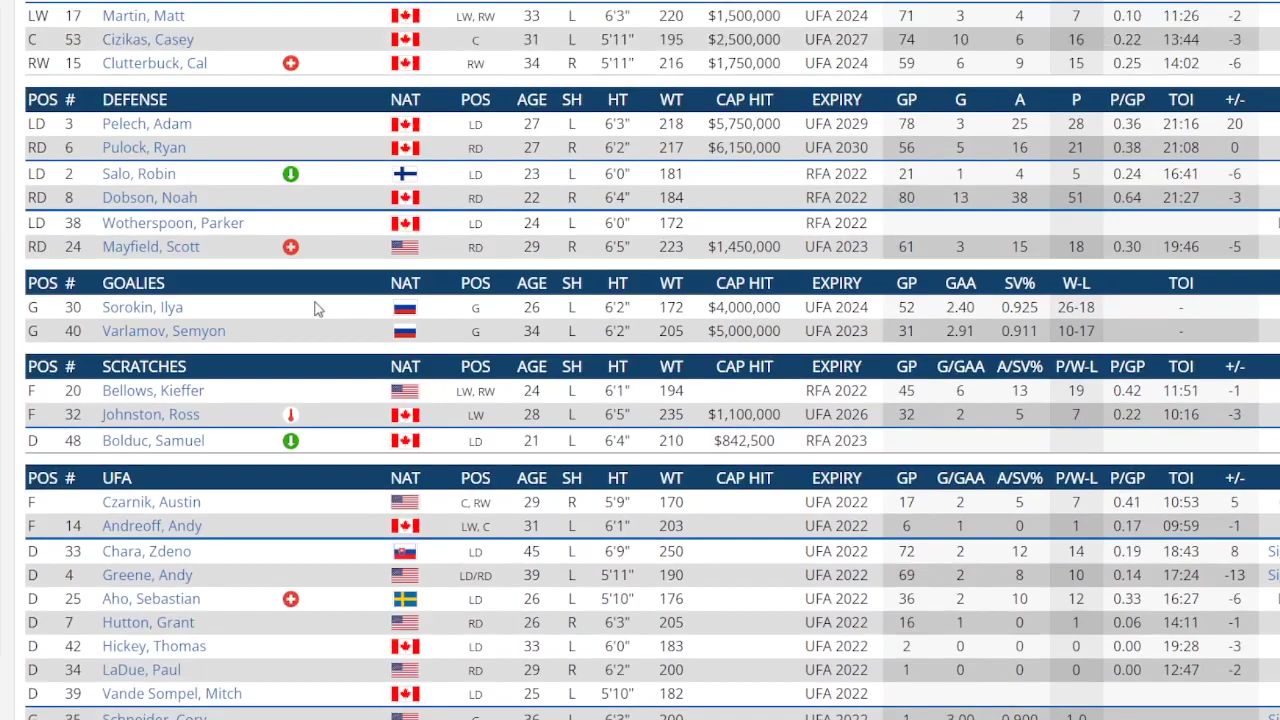 LW 17 Martin, Matt LW, RW 33 L 6'3" 220 $1,500,000 UFA 2024 71 3 4 7 0.10 11:26 -2
C 53 Cizikas, Casey C 31 L 5'11" 195 $2,500,000 UFA 2027 74 10 6 16 0.22 13:44 -3
RW 15 Clutterbuck, Cal RW 34 R 5'11" 216 $1,750,000 UFA 2024 59 6 9 15 0.25 14:02 -6
POS # DEFENSE NAT POS AGE SH HT WT CAP HIT EXPIRY GP G A P P/GP TOI +/-
LD 3 Pelech, Adam LD 27 L 6'3" 218 $5,750,000 UFA 2029 78 3 25 28 0.36 21:16 20
RD 6 Pulock, Ryan RD 27 R 6'2" 217 $6,150,000 UFA 2030 56 5 16 21 0.38 21:08 0
LD 2 Salo, Robin LD 23 L 6'0" 181 RFA 2022 21 1 4 5 0.24 16:41 -6
RD 8 Dobson, Noah RD 22 R 6'4" 184 RFA 2022 80 13 38 51 0.64 21:27 -3
LD 38 Wotherspoon, Parker LD 24 L 6'0" 172 RFA 2022
RD 24 Mayfield, Scott RD 29 R 6'5" 223 $1,450,000 UFA 2023 61 3 15 18 0.30 19:46 -5
POS # GOALIES NAT POS AGE SH HT WT CAP HIT EXPIRY GP GAA SV% W-L TOI
G 30 Sorokin, Ilya G 26 L 6'2" 172 $4,000,000 UFA 2024 52 2.40 0.925 26-18 -
G 40 Varlamov, Semyon G 34 L 6'2" 205 $5,000,000 UFA 2023 31 2.91 0.911 10-17 -
POS # SCRATCHES NAT POS AGE SH HT WT CAP HIT EXPIRY GP G/GAA A/SV% P/W-L P/GP TOI +/-
F 20 Bellows, Kieffer LW, RW 24 L 6'1" 194 RFA 2022 45 6 13 19 0.42 11:51 -1
F 32 Johnston, Ross LW 28 L 6'5" 235 $1,100,000 UFA 2026 32 2 5 7 0.22 10:16 -3
D 48 Bolduc, Samuel LD 21 L 6'4" 210 $842,500 RFA 2023
POS # UFA NAT POS AGE SH HT WT CAP HIT EXPIRY GP G/GAA A/SV% P/W-L P/GP TOI +/-
F Czarnik, Austin C, RW 29 R 5'9" 170 UFA 2022 17 2 5 7 0.41 10:53 5
F 14 Andreoff, Andy LW, C 31 L 6'1" 203 UFA 2022 6 1 0 1 0.17 09:59 -1
D 33 Chara, Zdeno LD 45 L 6'9" 250 UFA 2022 72 2 12 14 0.19 18:43 8 Si
D 4 Greene, Andy LD/RD 39 L 5'11" 190 UFA 2022 69 2 8 10 0.14 17:24 -13 Si
D 25 Aho, Sebastian LD 26 L 5'10" 176 UFA 2022 36 2 10 12 0.33 16:27 -6
D 7 Hutton, Grant RD 26 R 6'3" 205 UFA 2022 16 1 0 1 0.06 14:11 -1
D 42 Hickey, Thomas LD 33 L 6'0" 183 UFA 2022 2 0 0 0 0.00 19:28 -3
D 34 LaDue, Paul RD 29 R 6'2" 200 UFA 2022 1 0 0 0 0.00 12:47 -2
D 39 Vande Sompel, Mitch LD 25 L 5'10" 182 UFA 2022
G 35 Schneider, Cory G 36 L 6'3" 200 UFA 2022 1 3.00 0.900 1-0